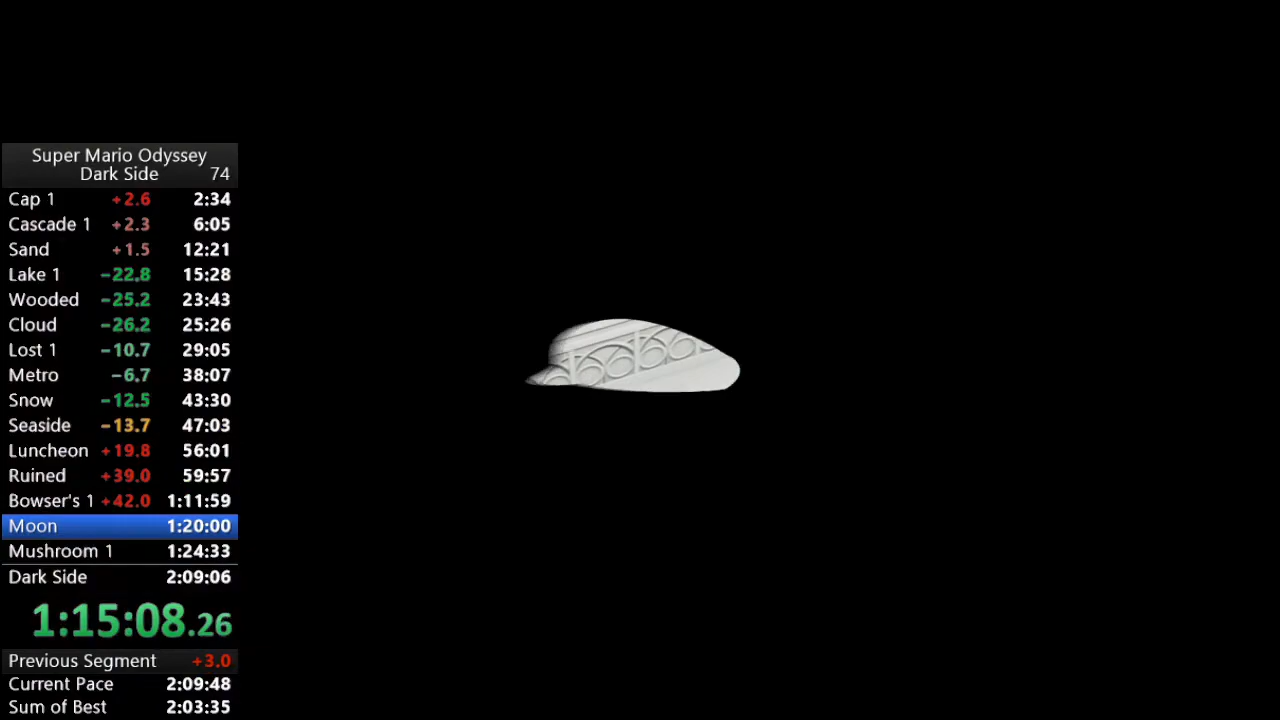 Super Mario Odyssey
Dark Side 74
Cap 1 +2.6 2:34
Cascade 1 +2.3 6:05
Sand +1.5 12:21
Lake 1 −22.8 15:28
Wooded −25.2 23:43
Cloud −26.2 25:26
Lost 1 −10.7 29:05
Metro −6.7 38:07
Snow −12.5 43:30
Seaside −13.7 47:03
Luncheon +19.8 56:01
Ruined +39.0 59:57
Bowser's 1 +42.0 1:11:59
Moon 1:20:00
Mushroom 1 1:24:33
Dark Side 2:09:06
1:15:08.26
Previous Segment +3.0
Current Pace 2:09:48
Sum of Best 2:03:35